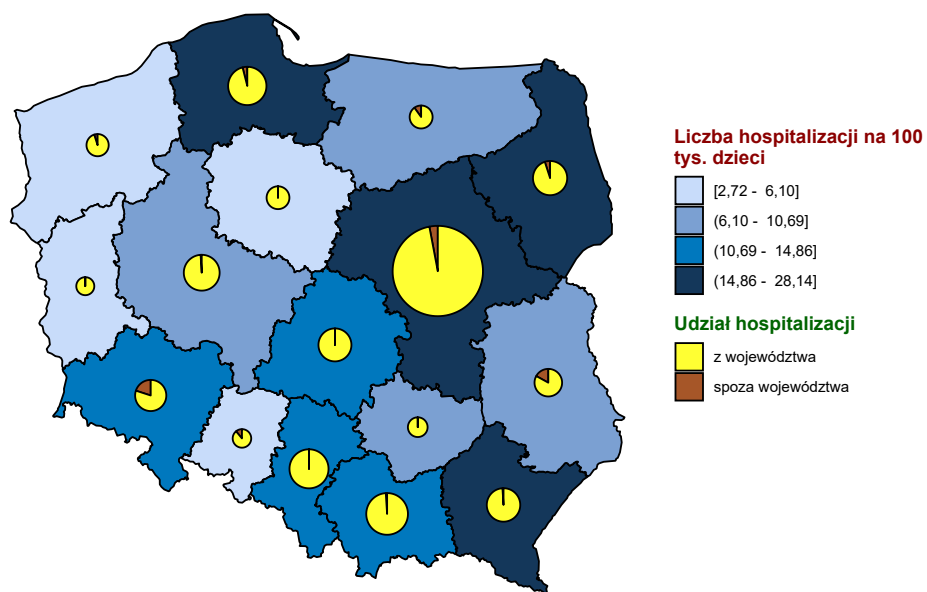 Liczba hospitalizacji na 100
tys. dzieci
[2,72 - 6,10]
(6,10 - 10,69]
(10,69 - 14,86]
(14,86 - 28,14]
Udział hospitalizacji
z województwa
spoza województwa